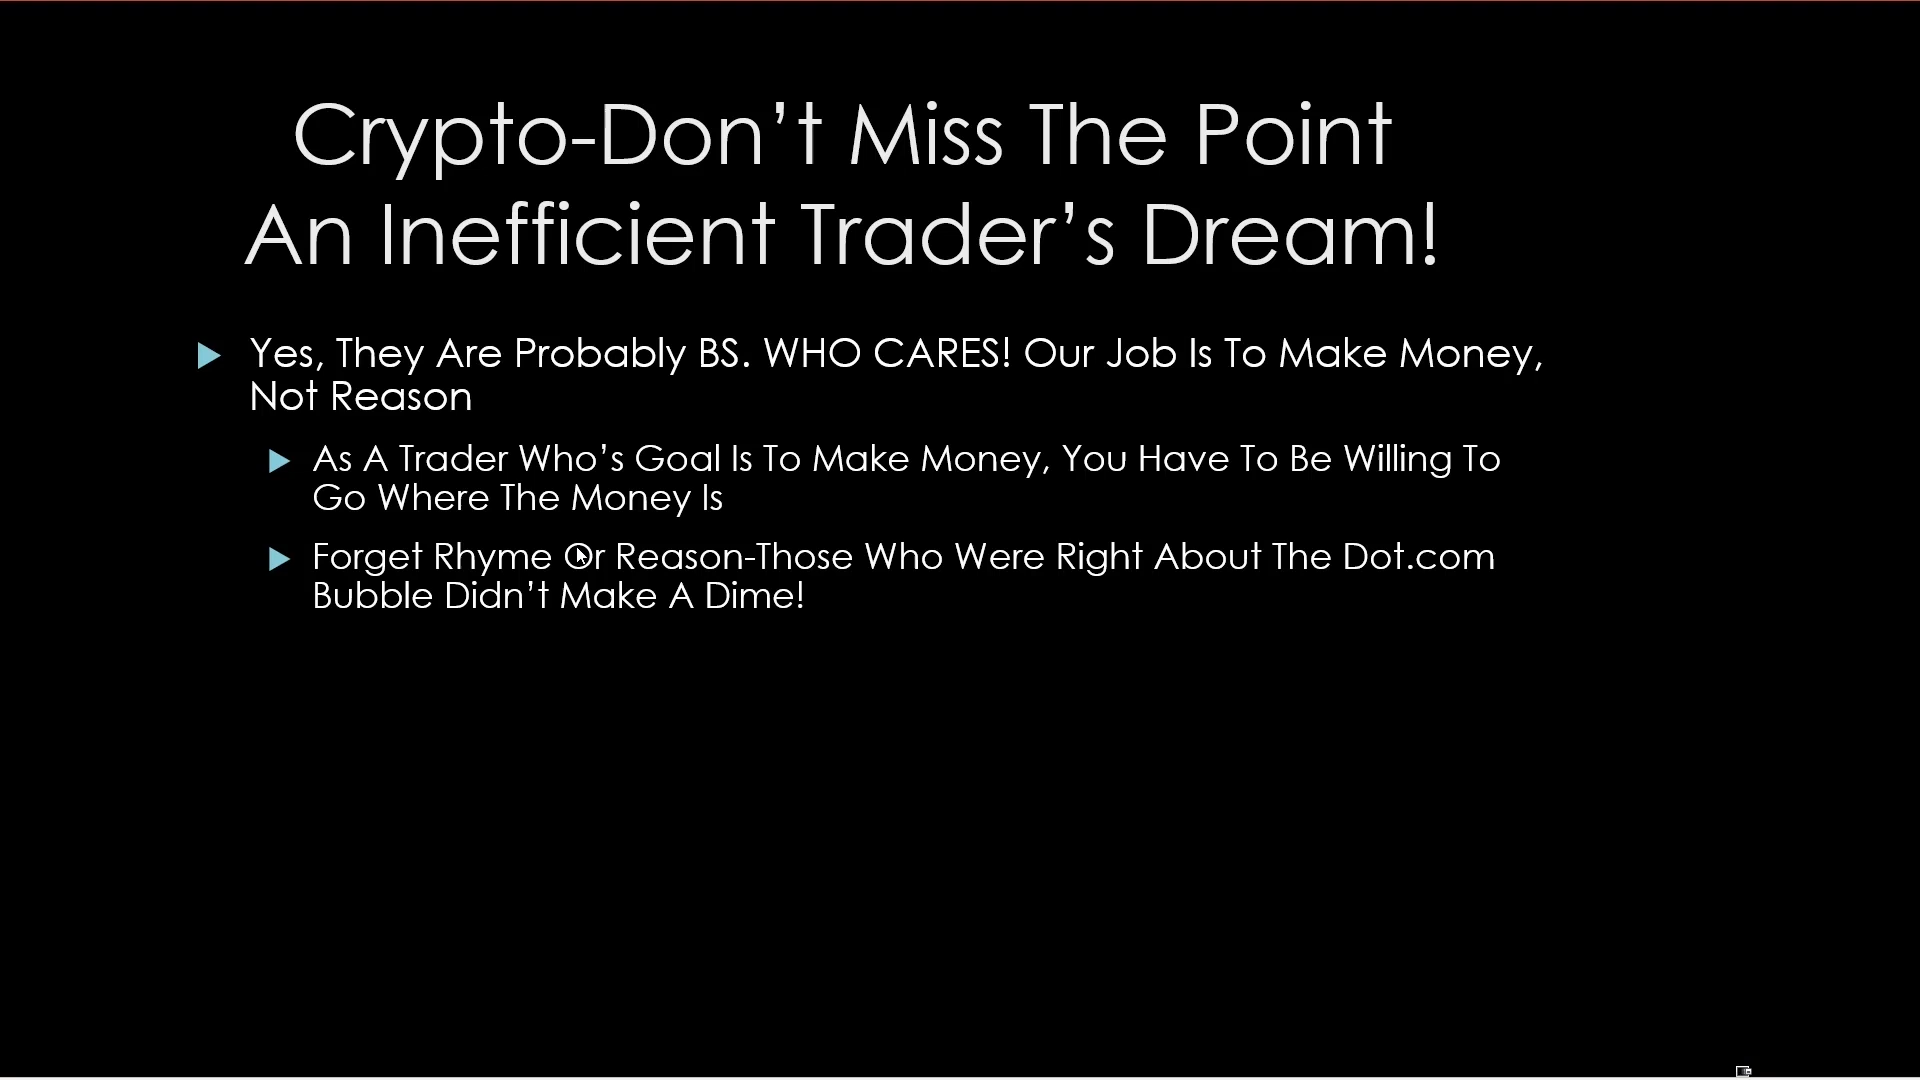 Crypto-Don’t Miss The Point
An Inefficient Trader’s Dream!
Yes, They Are Probably BS. WHO CARES! Our Job Is To Make Money,
Not Reason
As A Trader Who’s Goal Is To Make Money, You Have To Be Willing To
Go Where The Money Is
Forget Rhyme Or Reason-Those Who Were Right About The Dot.com
Bubble Didn’t Make A Dime!